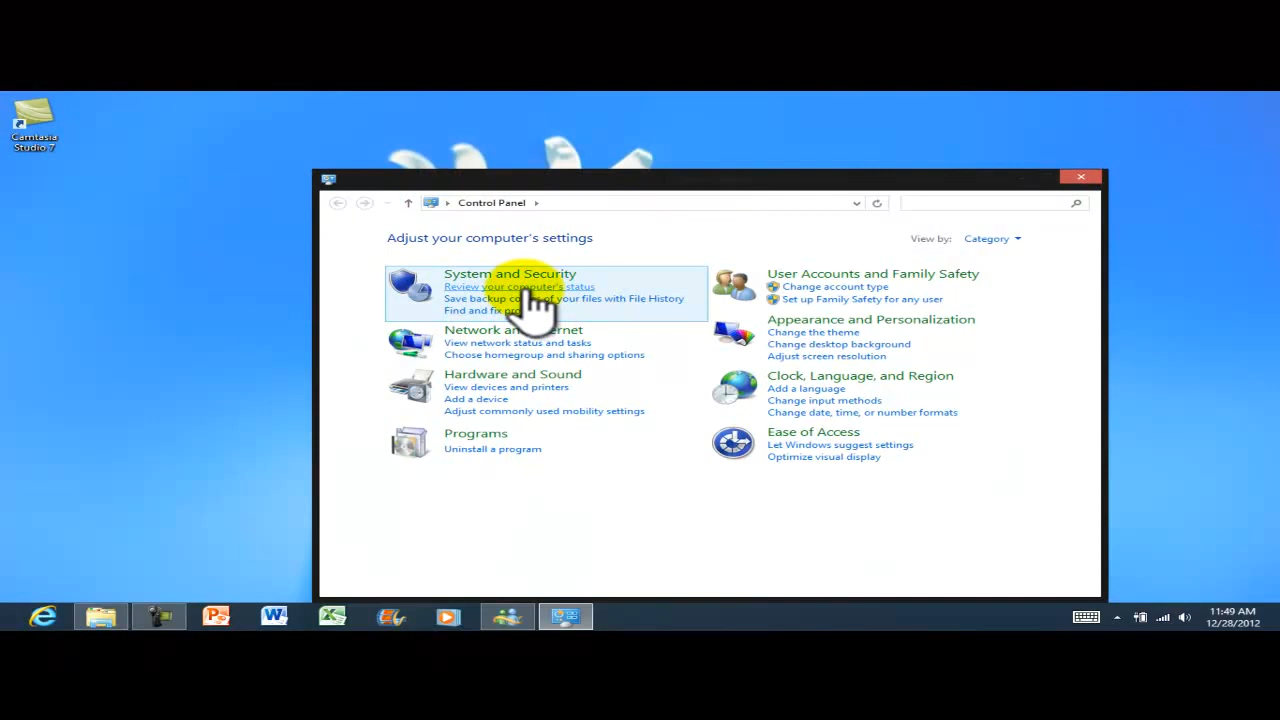 Camtasia
Studio 7
Control Panel
Adjust your computer's settings
View by: Category
System and Security
Review your computer's status
Save backup copies of your files with File History
Find and fix
Network and Internet
View network status and tasks
Choose homegroup and sharing options
Hardware and Sound
View devices and printers
Add a device
Adjust commonly used mobility settings
Programs
Uninstall a program
User Accounts and Family Safety
Change account type
Set up Family Safety for any user
Appearance and Personalization
Change the theme
Change desktop background
Adjust screen resolution
Clock, Language, and Region
Add a language
Change input methods
Change date, time, or number formats
Ease of Access
Let Windows suggest settings
Optimize visual display
11:49 AM
12/28/2012